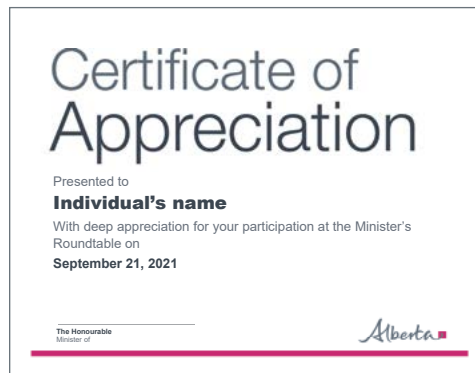 Certificate of
Appreciation
Presented to
Individual's name
With deep appreciation for your participation at the Minister's
Roundtable on
September 21, 2021
The Honourable
Minister of
Alberta